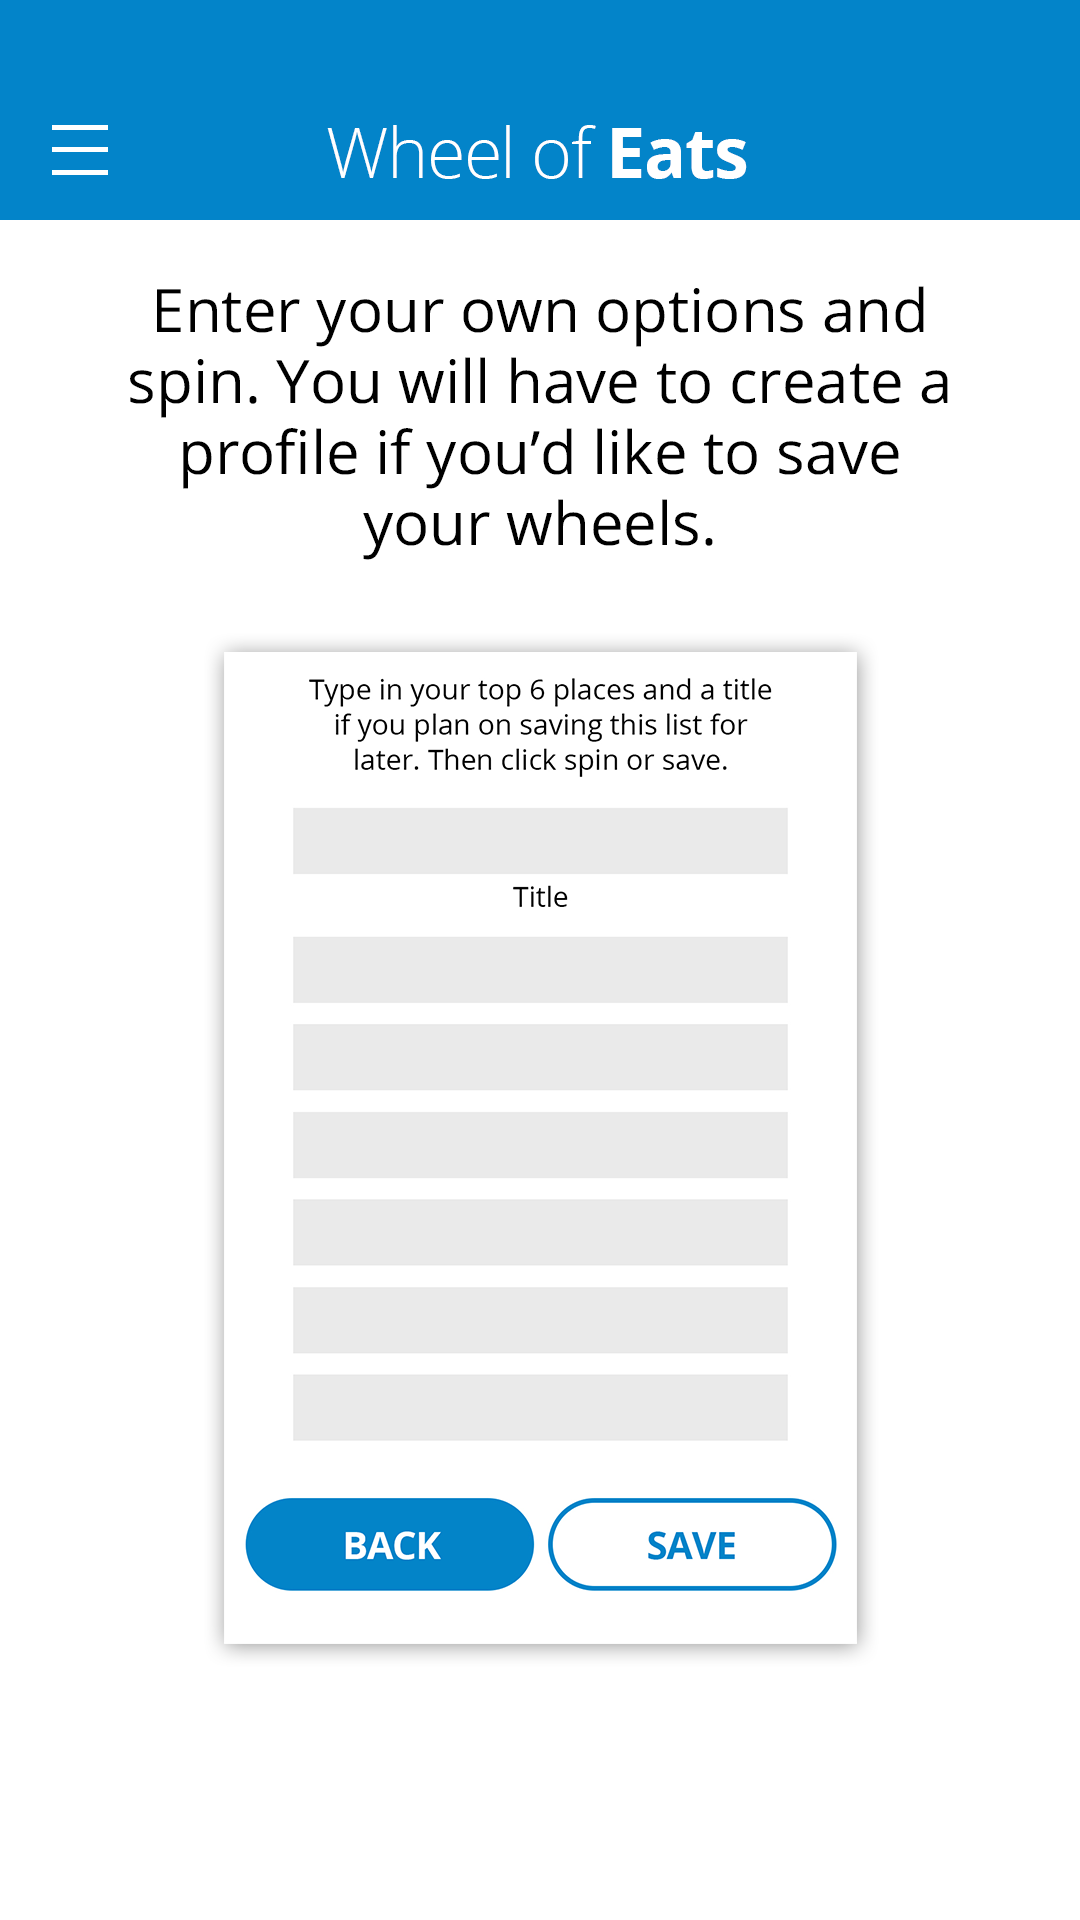 Wheel of Eats
Enter your own options and
spin. You will have to create a
profile if you’d like to save
your wheels.
Type in your top 6 places and a title
if you plan on saving this list for
later. Then click spin or save.
Title
BACK
SAVE